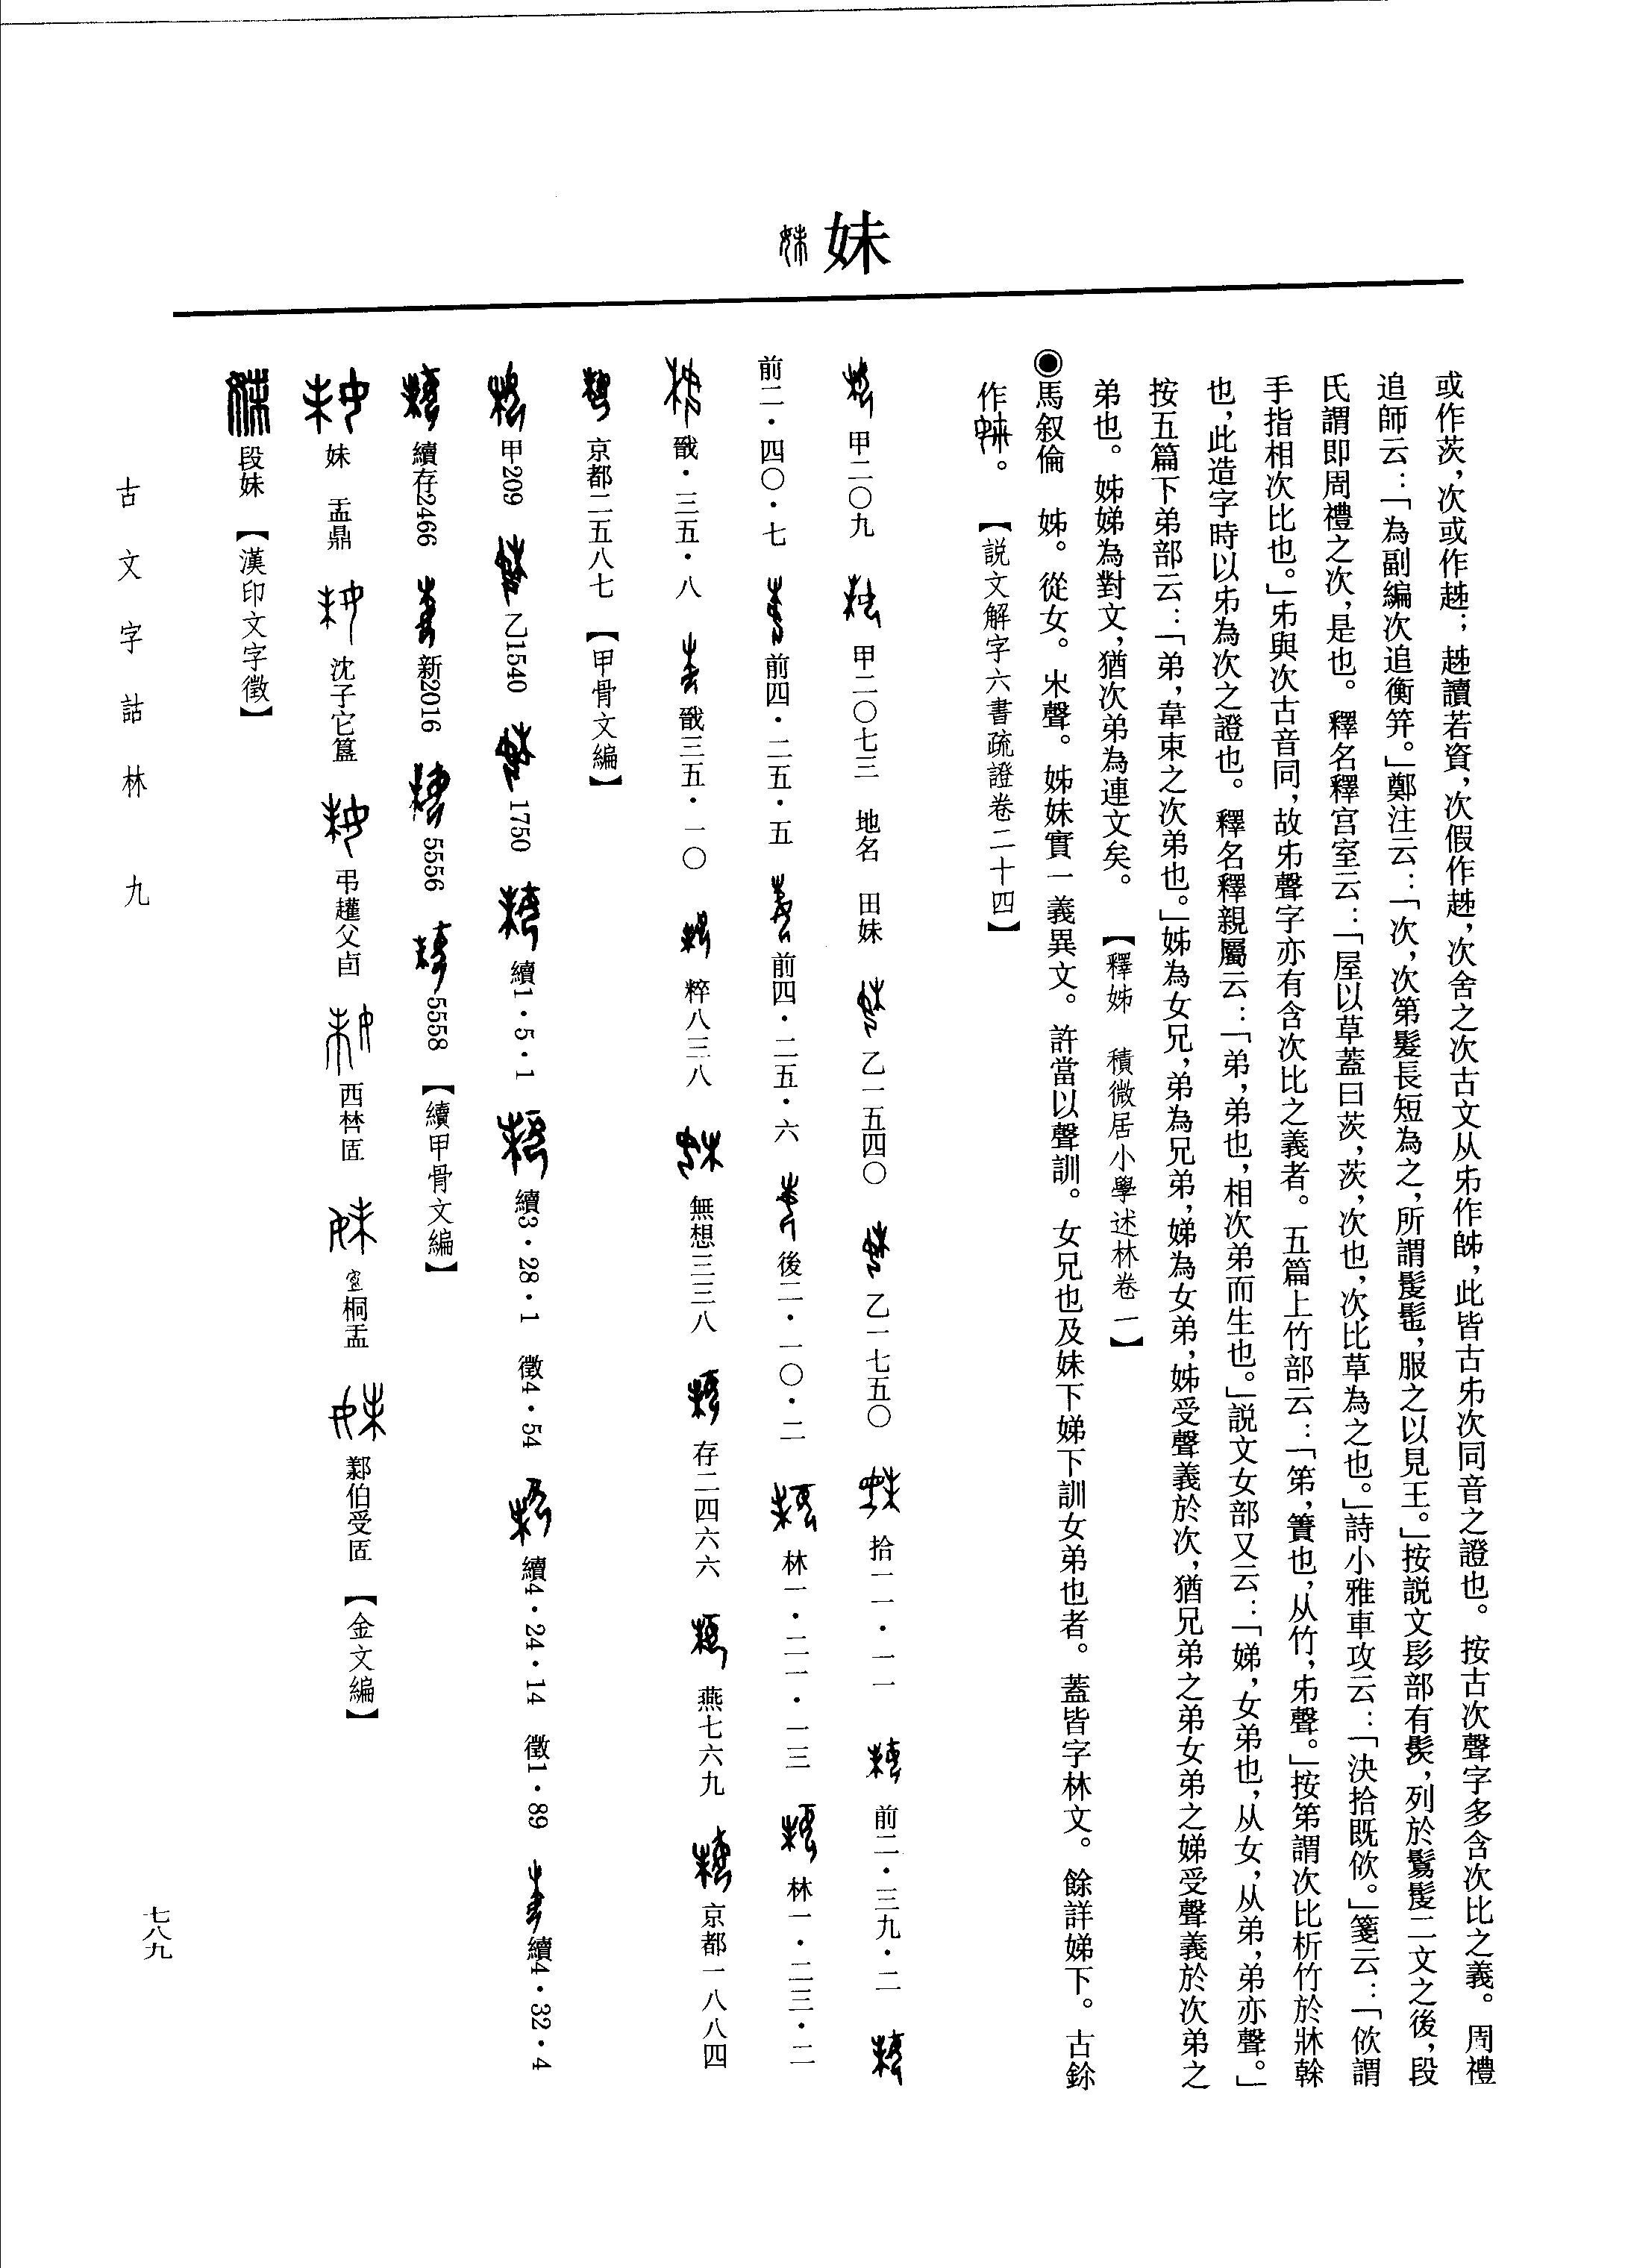 妹
或作茨，次或作趀；趀讀若資，次假作趀，次舍之次古文从𠂔作𠂤，此皆古𠂔次同音之證也。按古次聲字多含次比之義。周禮
追師云：「為副編次追衡笄。」鄭注云：「次，次第髮長短為之，所謂髲髢，服之以見王。」按說文髟部有髮，列於鬄髲二文之後，段
氏謂即周禮之次，是也。釋名釋宮室云：「屋以草蓋曰茨，茨，次也，次比草為之也。」詩小雅車攻云：「決拾既佽。」箋云：「佽謂
手指相次比也。」𠂔與次古音同，故𠂔聲字亦有含次比之義者。五篇上竹部云：「笫，簀也，从竹，𠂔聲。」按笫謂次比析竹於牀榦
也，此造字時以𠂔為次之證也。釋名釋親屬云：「弟，弟也，相次弟而生也。」說文女部又云：「娣，女弟也，从女，从弟，弟亦聲。」
按五篇下弟部云：「弟，韋束之次弟也。」姊為女兄，弟為兄弟，娣為女弟，姊受聲義於次，猶兄弟之弟女弟之娣受聲義於次弟之
弟也。姊娣為對文，猶次弟為連文矣。【釋姊　積微居小學述林卷一】
◉馬叙倫　姊。從女。𣎵聲。姊妹實一義異文。許當以聲訓。女兄也及妹下娣下訓女弟也者。蓋皆字林文。餘詳娣下。古鉩
作。【説文解字六書疏證卷二十四】
甲二〇九　甲二〇七三　地名　田妹　乙一五四〇　乙一七五〇　拾一一・一一　前二・三九・二
前二・四〇・七　前四・二五・五　前四・二五・六　後二・一〇・二　林一・二一・一三　林一・二三・二
戩・三五・八　戩三五・一〇　粹八三八　無想三三八　存二四六六　燕七六九　京都一八八四
京都二五八七【甲骨文編】
甲209　乙1540　1750　續1・5・1　續3・28・1　徵4・54　續4・24・14　徵1・89　續4・32・4
續存2466　新2016　5556　5558【續甲骨文編】
妹　盂鼎　沈子它簋　弔趯父卣　西替匜　桐盂　鄴伯受匜【金文編】
段妹【漢印文字徵】
古文字詁林　九
七八九